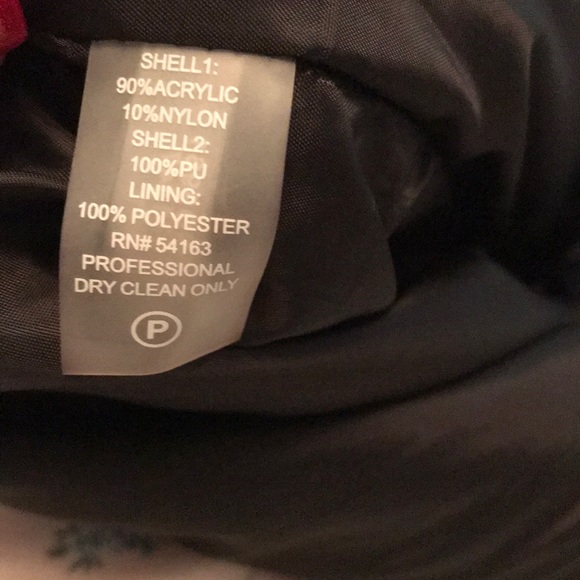 SHELL1:
90%ACRYLIC
10%NYLON
SHELL2:
100%PU
LINING:
100% POLYESTER
RN# 54163
PROFESSIONAL
DRY CLEAN ONLY
P